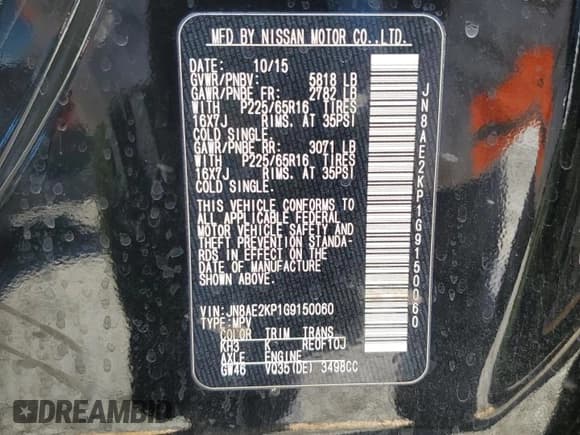 MFD BY NISSAN MOTOR CO.,LTD.
DATE: 10/15
GVWR/PNBV: 5818 LB
GAWR/PNBE FR: 2782 LB
WITH P225/65R16 TIRES
16X7J RIMS. AT 35PSI
COLD SINGLE.
GAWR/PNBE RR: 3071 LB
WITH P225/65R16 TIRES
16X7J RIMS. AT 35PSI
COLD SINGLE.
THIS VEHICLE CONFORMS TO
ALL APPLICABLE FEDERAL
MOTOR VEHICLE SAFETY AND
THEFT PREVENTION STANDA-
RDS IN EFFECT ON THE
DATE OF MANUFACTURE
SHOWN ABOVE.
VIN:JN8AE2KP1G9150060
TYPE:MPV
COLOR TRIM TRANS
KH3 K RE0F10J
AXLE ENGINE
GW46 VQ35(DE) 3498CC
JN8AE2KP1G9150060
DREAMBID